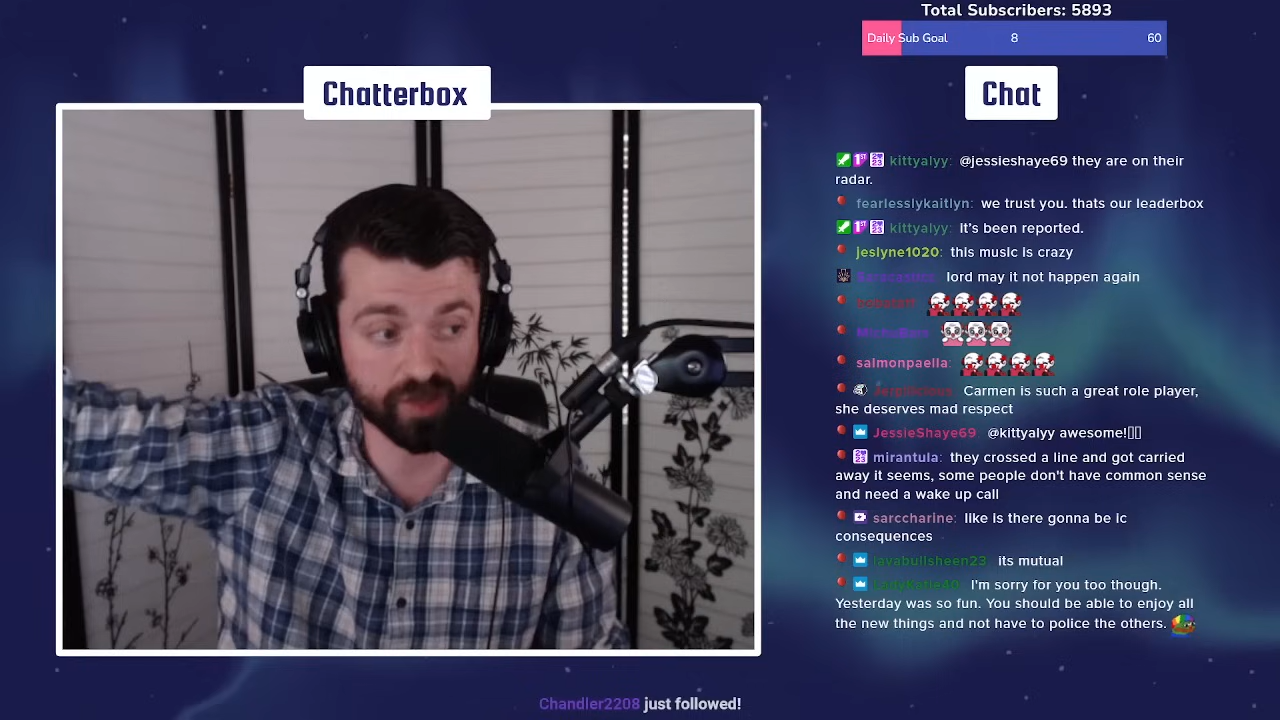 Total Subscribers: 5893
Daily Sub Goal 8 60
Chatterbox
Chat
kittyalyy: @jessieshaye69 they are on their
radar.
fearlesslykaitlyn: we trust you. thats our leaderbox
kittyalyy: It's been reported.
jeslyne1020: this music is crazy
lord may it not happen again
salmonpaella:
Carmen is such a great role player,
she deserves mad respect
JessieShaye69 @kittyalyy awesome!
mirantula: they crossed a line and got carried
away it seems, some people don't have common sense
and need a wake up call
sarccharine: like is there gonna be Ic
consequences
lavabullsheen23 its mutual
LadyKatie40 I'm sorry for you too though.
Yesterday was so fun. You should be able to enjoy all
the new things and not have to police the others.
Chandler2208 just followed!